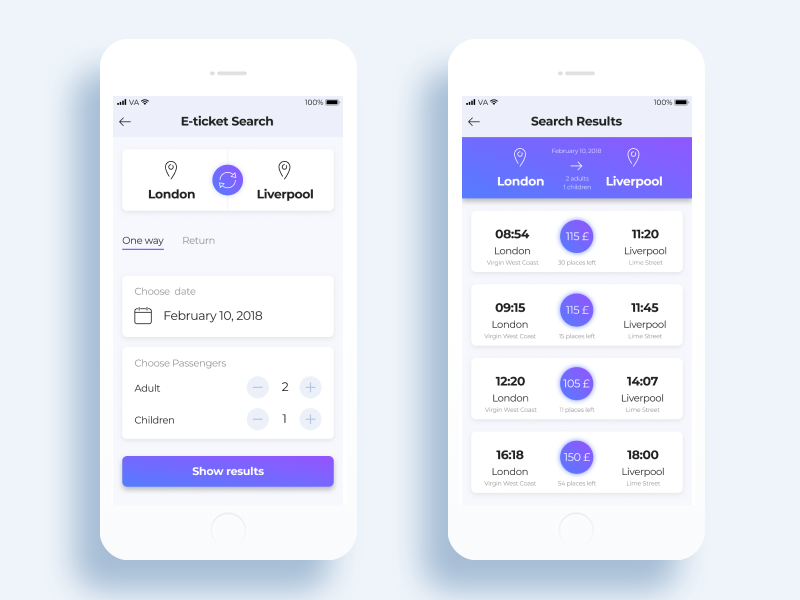 VA 100%
E-ticket Search
London Liverpool
One way Return
Choose date
February 10, 2018
Choose Passengers
Adult 2
Children 1
Show results
VA 100%
Search Results
February 10, 2018
London Liverpool
2 adults
1 children
08:54 115 £ 11:20
London Liverpool
Virgin West Coast 30 places left Lime Street
09:15 115 £ 11:45
London Liverpool
Virgin West Coast 15 places left Lime Street
12:20 105 £ 14:07
London Liverpool
Virgin West Coast 11 places left Lime Street
16:18 150 £ 18:00
London Liverpool
Virgin West Coast 54 places left Lime Street